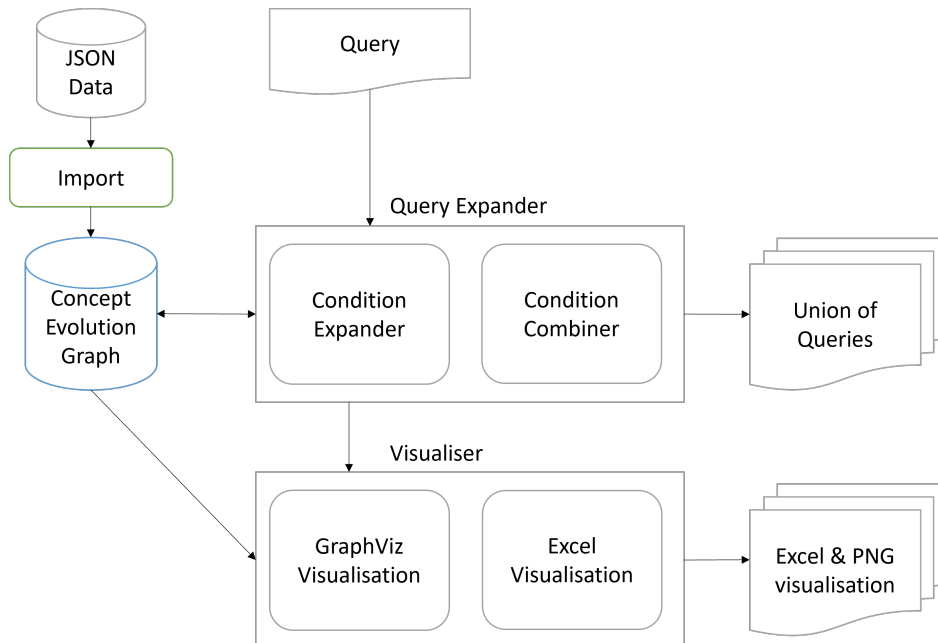 JSON
Data
Query
Import
Query Expander
Concept
Evolution
Graph
Condition
Expander
Condition
Combiner
Union of
Queries
Visualiser
GraphViz
Visualisation
Excel
Visualisation
Excel & PNG
visualisation